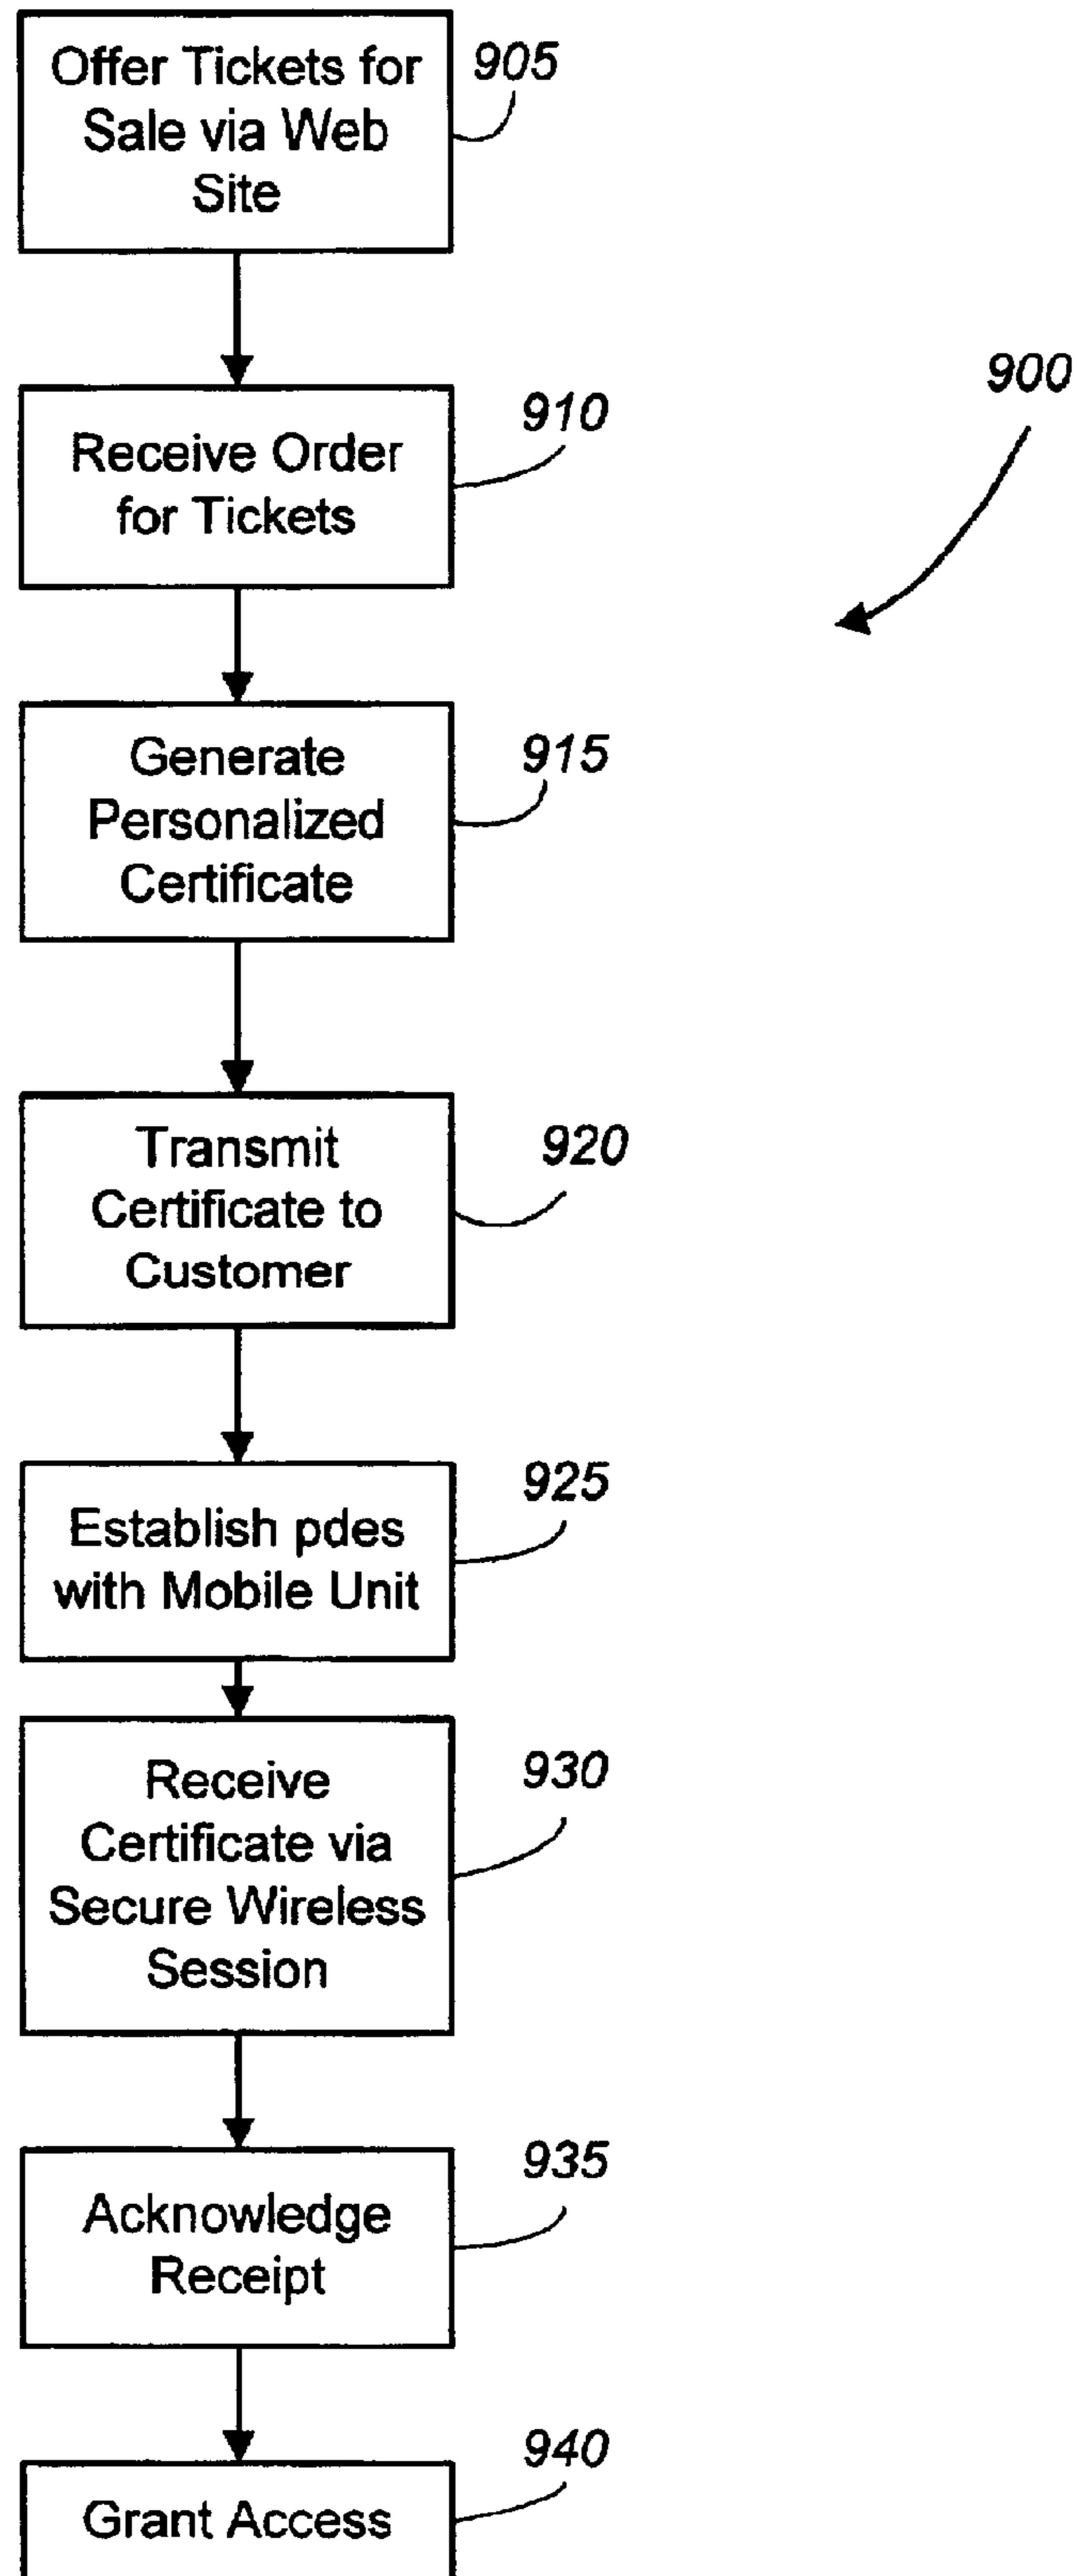 Offer Tickets for
Sale via Web
Site
905
900
Receive Order
for Tickets
910
Generate
Personalized
Certificate
915
Transmit
Certificate to
Customer
920
Establish pdes
with Mobile Unit
925
Receive
Certificate via
Secure Wireless
Session
930
Acknowledge
Receipt
935
Grant Access
940